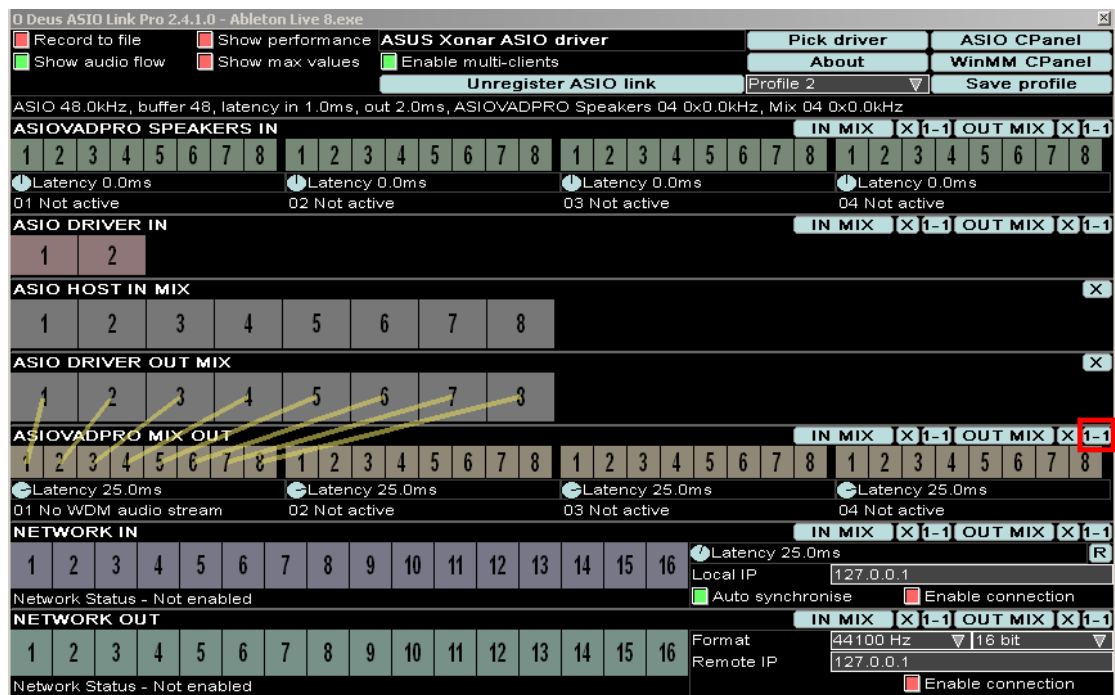 O Deus ASIO Link Pro 2.4.1.0 - Ableton Live 8.exe
Record to file Show performance ASUS Xonar ASIO driver Pick driver ASIO CPanel
Show audio flow Show max values Enable multi-clients About WinMM CPanel
Unregister ASIO link Profile 2 Save profile
ASIO 48.0kHz, buffer 48, latency in 1.0ms, out 2.0ms, ASIOVADPRO Speakers 04 0x0.0kHz, Mix 04 0x0.0kHz
ASIOVADPRO SPEAKERS IN IN MIX X 1-1 OUT MIX X 1-1
1 2 3 4 5 6 7 8 1 2 3 4 5 6 7 8 1 2 3 4 5 6 7 8 1 2 3 4 5 6 7 8
Latency 0.0ms Latency 0.0ms Latency 0.0ms Latency 0.0ms
01 Not active 02 Not active 03 Not active 04 Not active
ASIO DRIVER IN IN MIX X 1-1 OUT MIX X 1-1
1 2
ASIO HOST IN MIX X
1 2 3 4 5 6 7 8
ASIO DRIVER OUT MIX X
1 2 3 4 5 6 7 8
ASIOVADPRO MIX OUT IN MIX X 1-1 OUT MIX X 1-1
1 2 3 4 5 6 7 8 1 2 3 4 5 6 7 8 1 2 3 4 5 6 7 8 1 2 3 4 5 6 7 8
Latency 25.0ms Latency 25.0ms Latency 25.0ms Latency 25.0ms
01 No WDM audio stream 02 Not active 03 Not active 04 Not active
NETWORK IN IN MIX X 1-1 OUT MIX X 1-1
1 2 3 4 5 6 7 8 9 10 11 12 13 14 15 16 Latency 25.0ms R
Local IP 127.0.0.1
Network Status - Not enabled Auto synchronise Enable connection
NETWORK OUT IN MIX X 1-1 OUT MIX X 1-1
1 2 3 4 5 6 7 8 9 10 11 12 13 14 15 16 Format 44100 Hz 16 bit
Remote IP 127.0.0.1
Network Status - Not enabled Enable connection